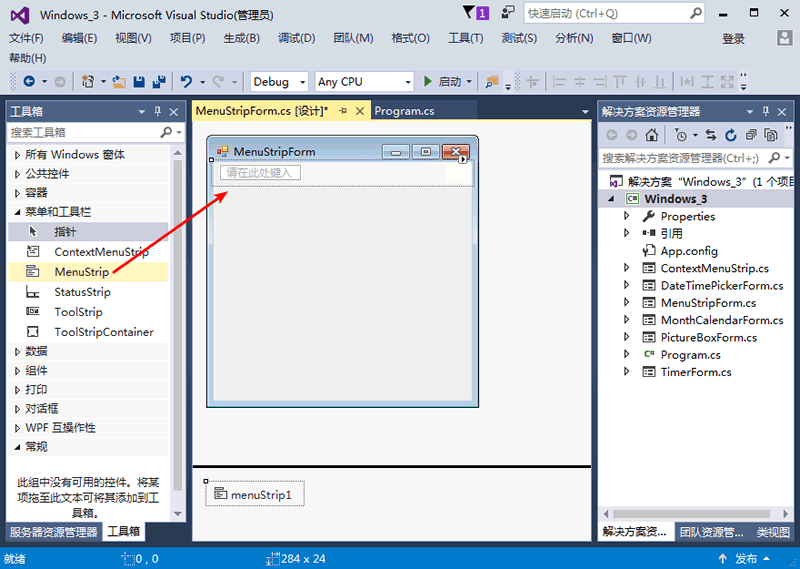 Windows_3 - Microsoft Visual Studio(管理员)
1
快速启动 (Ctrl+Q)
文件(F) 编辑(E) 视图(V) 项目(P) 生成(B) 调试(D) 团队(M) 格式(O) 工具(T) 测试(S) 分析(N) 窗口(W) 登录
帮助(H)
Debug Any CPU 启动
工具箱
搜索工具箱
所有 Windows 窗体
公共控件
容器
菜单和工具栏
指针
ContextMenuStrip
MenuStrip
StatusStrip
ToolStrip
ToolStripContainer
数据
组件
打印
对话框
WPF 互操作性
常规
此组中没有可用的控件。将某
项拖至此文本可将其添加到工
具箱。
服务器资源管理器 工具箱
MenuStripForm.cs [设计]* Program.cs
MenuStripForm
请在此处键入
menuStrip1
解决方案资源管理器
搜索解决方案资源管理器(Ctrl+;)
解决方案 "Windows_3" (1 个项目
Windows_3
Properties
引用
App.config
ContextMenuStrip.cs
DateTimePickerForm.cs
MenuStripForm.cs
MonthCalendarForm.cs
PictureBoxForm.cs
Program.cs
TimerForm.cs
解决方案资源... 团队资源管... 类视图
就绪 0 , 0 284 x 24 发布